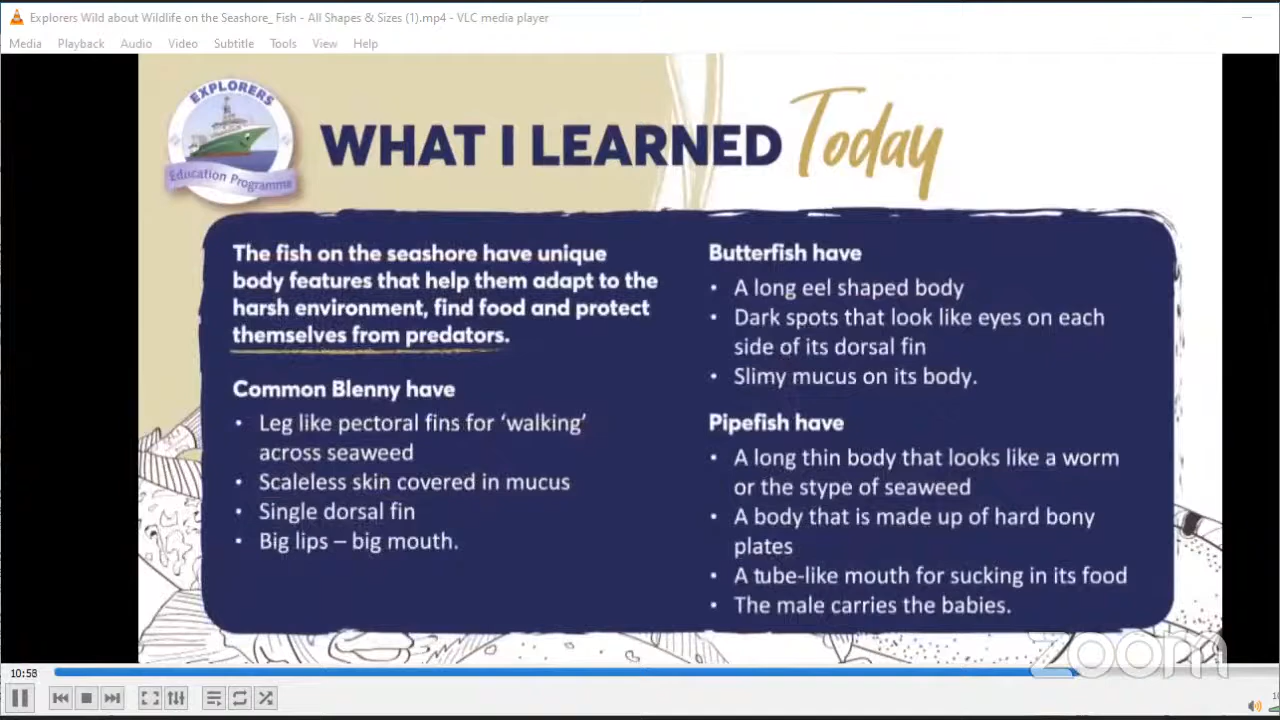 Explorers Wild about Wildlife on the Seashore_ Fish - All Shapes & Sizes (1).mp4 - VLC media player
Media Playback Audio Video Subtitle Tools View Help
EXPLORERS
Education Programme
WHAT I LEARNED Today
The fish on the seashore have unique
body features that help them adapt to the
harsh environment, find food and protect
themselves from predators.
Common Blenny have
• Leg like pectoral fins for ‘walking’
across seaweed
• Scaleless skin covered in mucus
• Single dorsal fin
• Big lips – big mouth.
Butterfish have
• A long eel shaped body
• Dark spots that look like eyes on each
side of its dorsal fin
• Slimy mucus on its body.
Pipefish have
• A long thin body that looks like a worm
or the stype of seaweed
• A body that is made up of hard bony
plates
• A tube-like mouth for sucking in its food
• The male carries the babies.
zoom
10:58